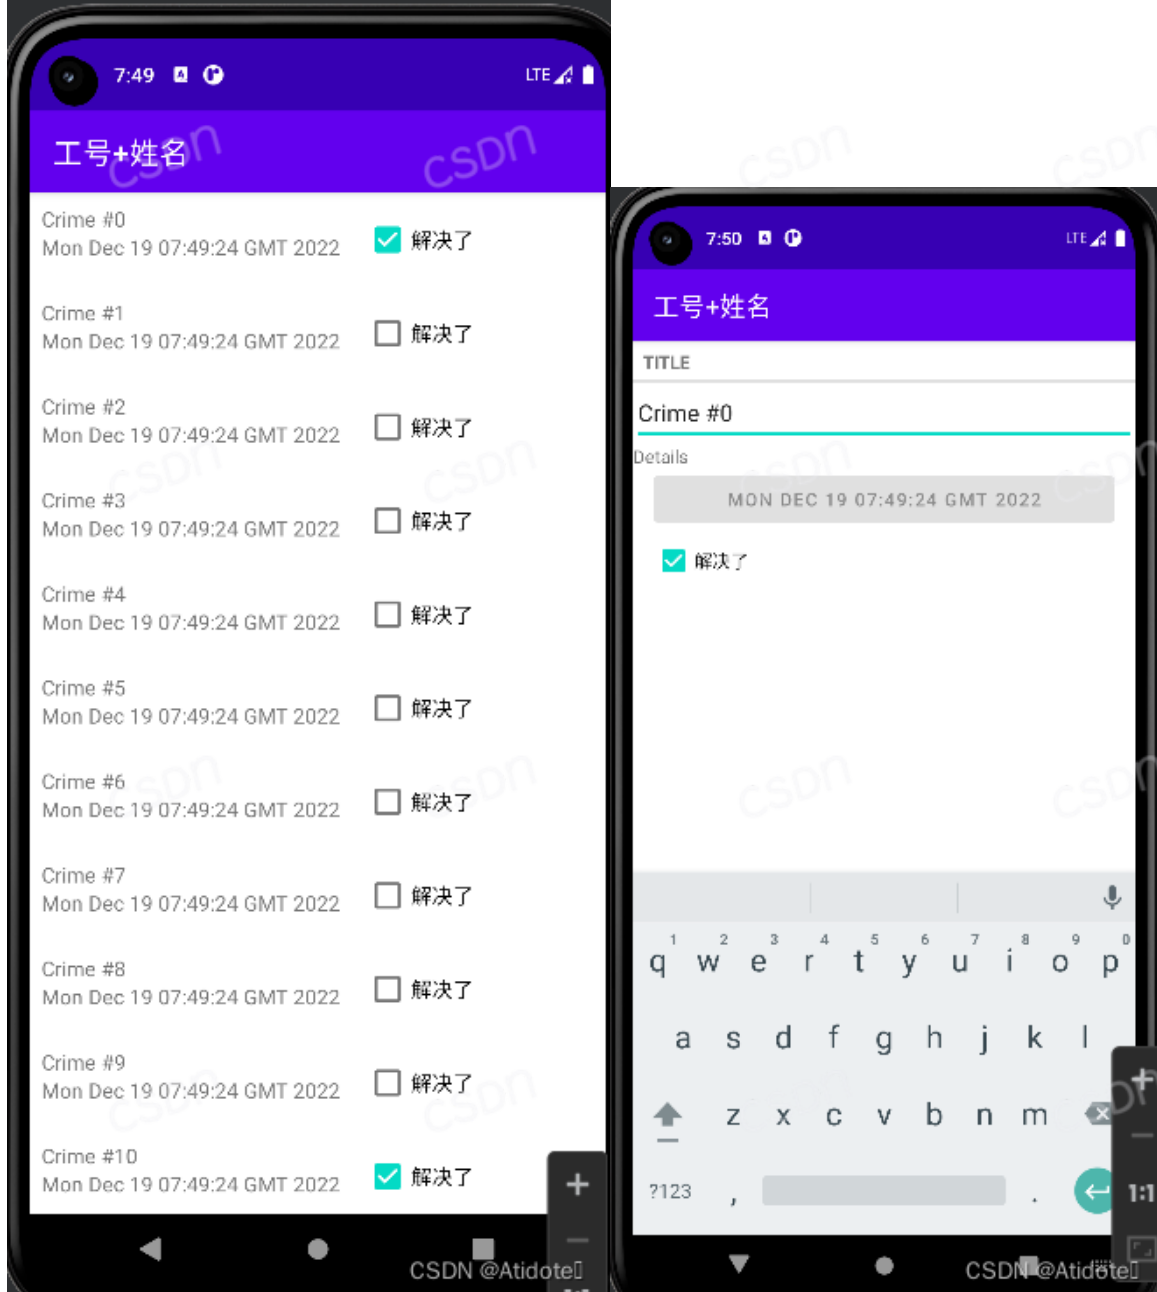 7:49
LTE
工号+姓名
Crime #0
Mon Dec 19 07:49:24 GMT 2022
解决了
Crime #1
Mon Dec 19 07:49:24 GMT 2022
解决了
Crime #2
Mon Dec 19 07:49:24 GMT 2022
解决了
Crime #3
Mon Dec 19 07:49:24 GMT 2022
解决了
Crime #4
Mon Dec 19 07:49:24 GMT 2022
解决了
Crime #5
Mon Dec 19 07:49:24 GMT 2022
解决了
Crime #6
Mon Dec 19 07:49:24 GMT 2022
解决了
Crime #7
Mon Dec 19 07:49:24 GMT 2022
解决了
Crime #8
Mon Dec 19 07:49:24 GMT 2022
解决了
Crime #9
Mon Dec 19 07:49:24 GMT 2022
解决了
Crime #10
Mon Dec 19 07:49:24 GMT 2022
解决了
CSDN @Atidote
7:50
LTE
工号+姓名
TITLE
Crime #0
Details
MON DEC 19 07:49:24 GMT 2022
解决了
1 2 3 4 5 6 7 8 9 0
q w e r t y u i o p
a s d f g h j k l
z x c v b n m
?123 , .
1:1
CSDN @Atidote